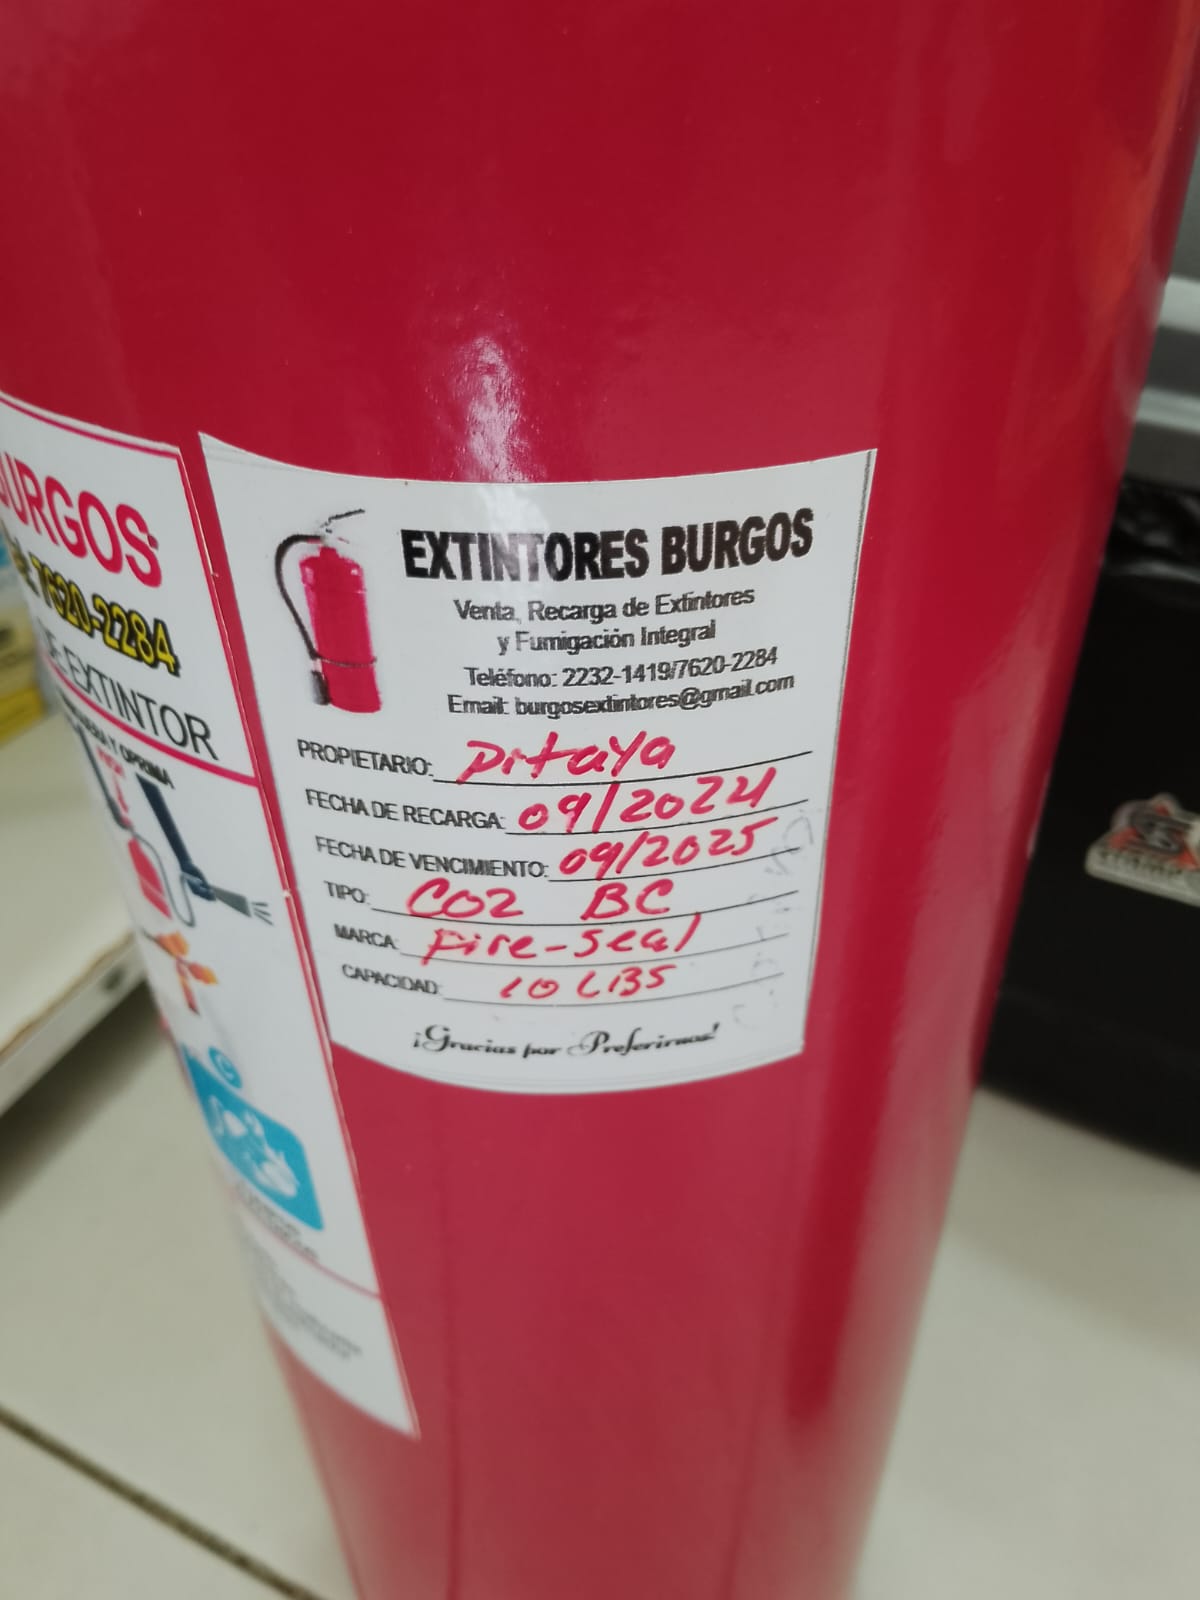 BURGOS
7620-2284
DE EXTINTOR
Y OPRIMA
EXTINTORES BURGOS
Venta, Recarga de Extintores
y Fumigación Integral
Teléfono: 2232-1419/7620-2284
Email: burgosextintores@gmail.com
PROPIETARIO: Pitaya
FECHA DE RECARGA: 09/2024
FECHA DE VENCIMIENTO: 09/2025
TIPO: CO2 BC
MARCA: Fire-Seal
CAPACIDAD: 10 LBS
¡Gracias por Preferirnos!